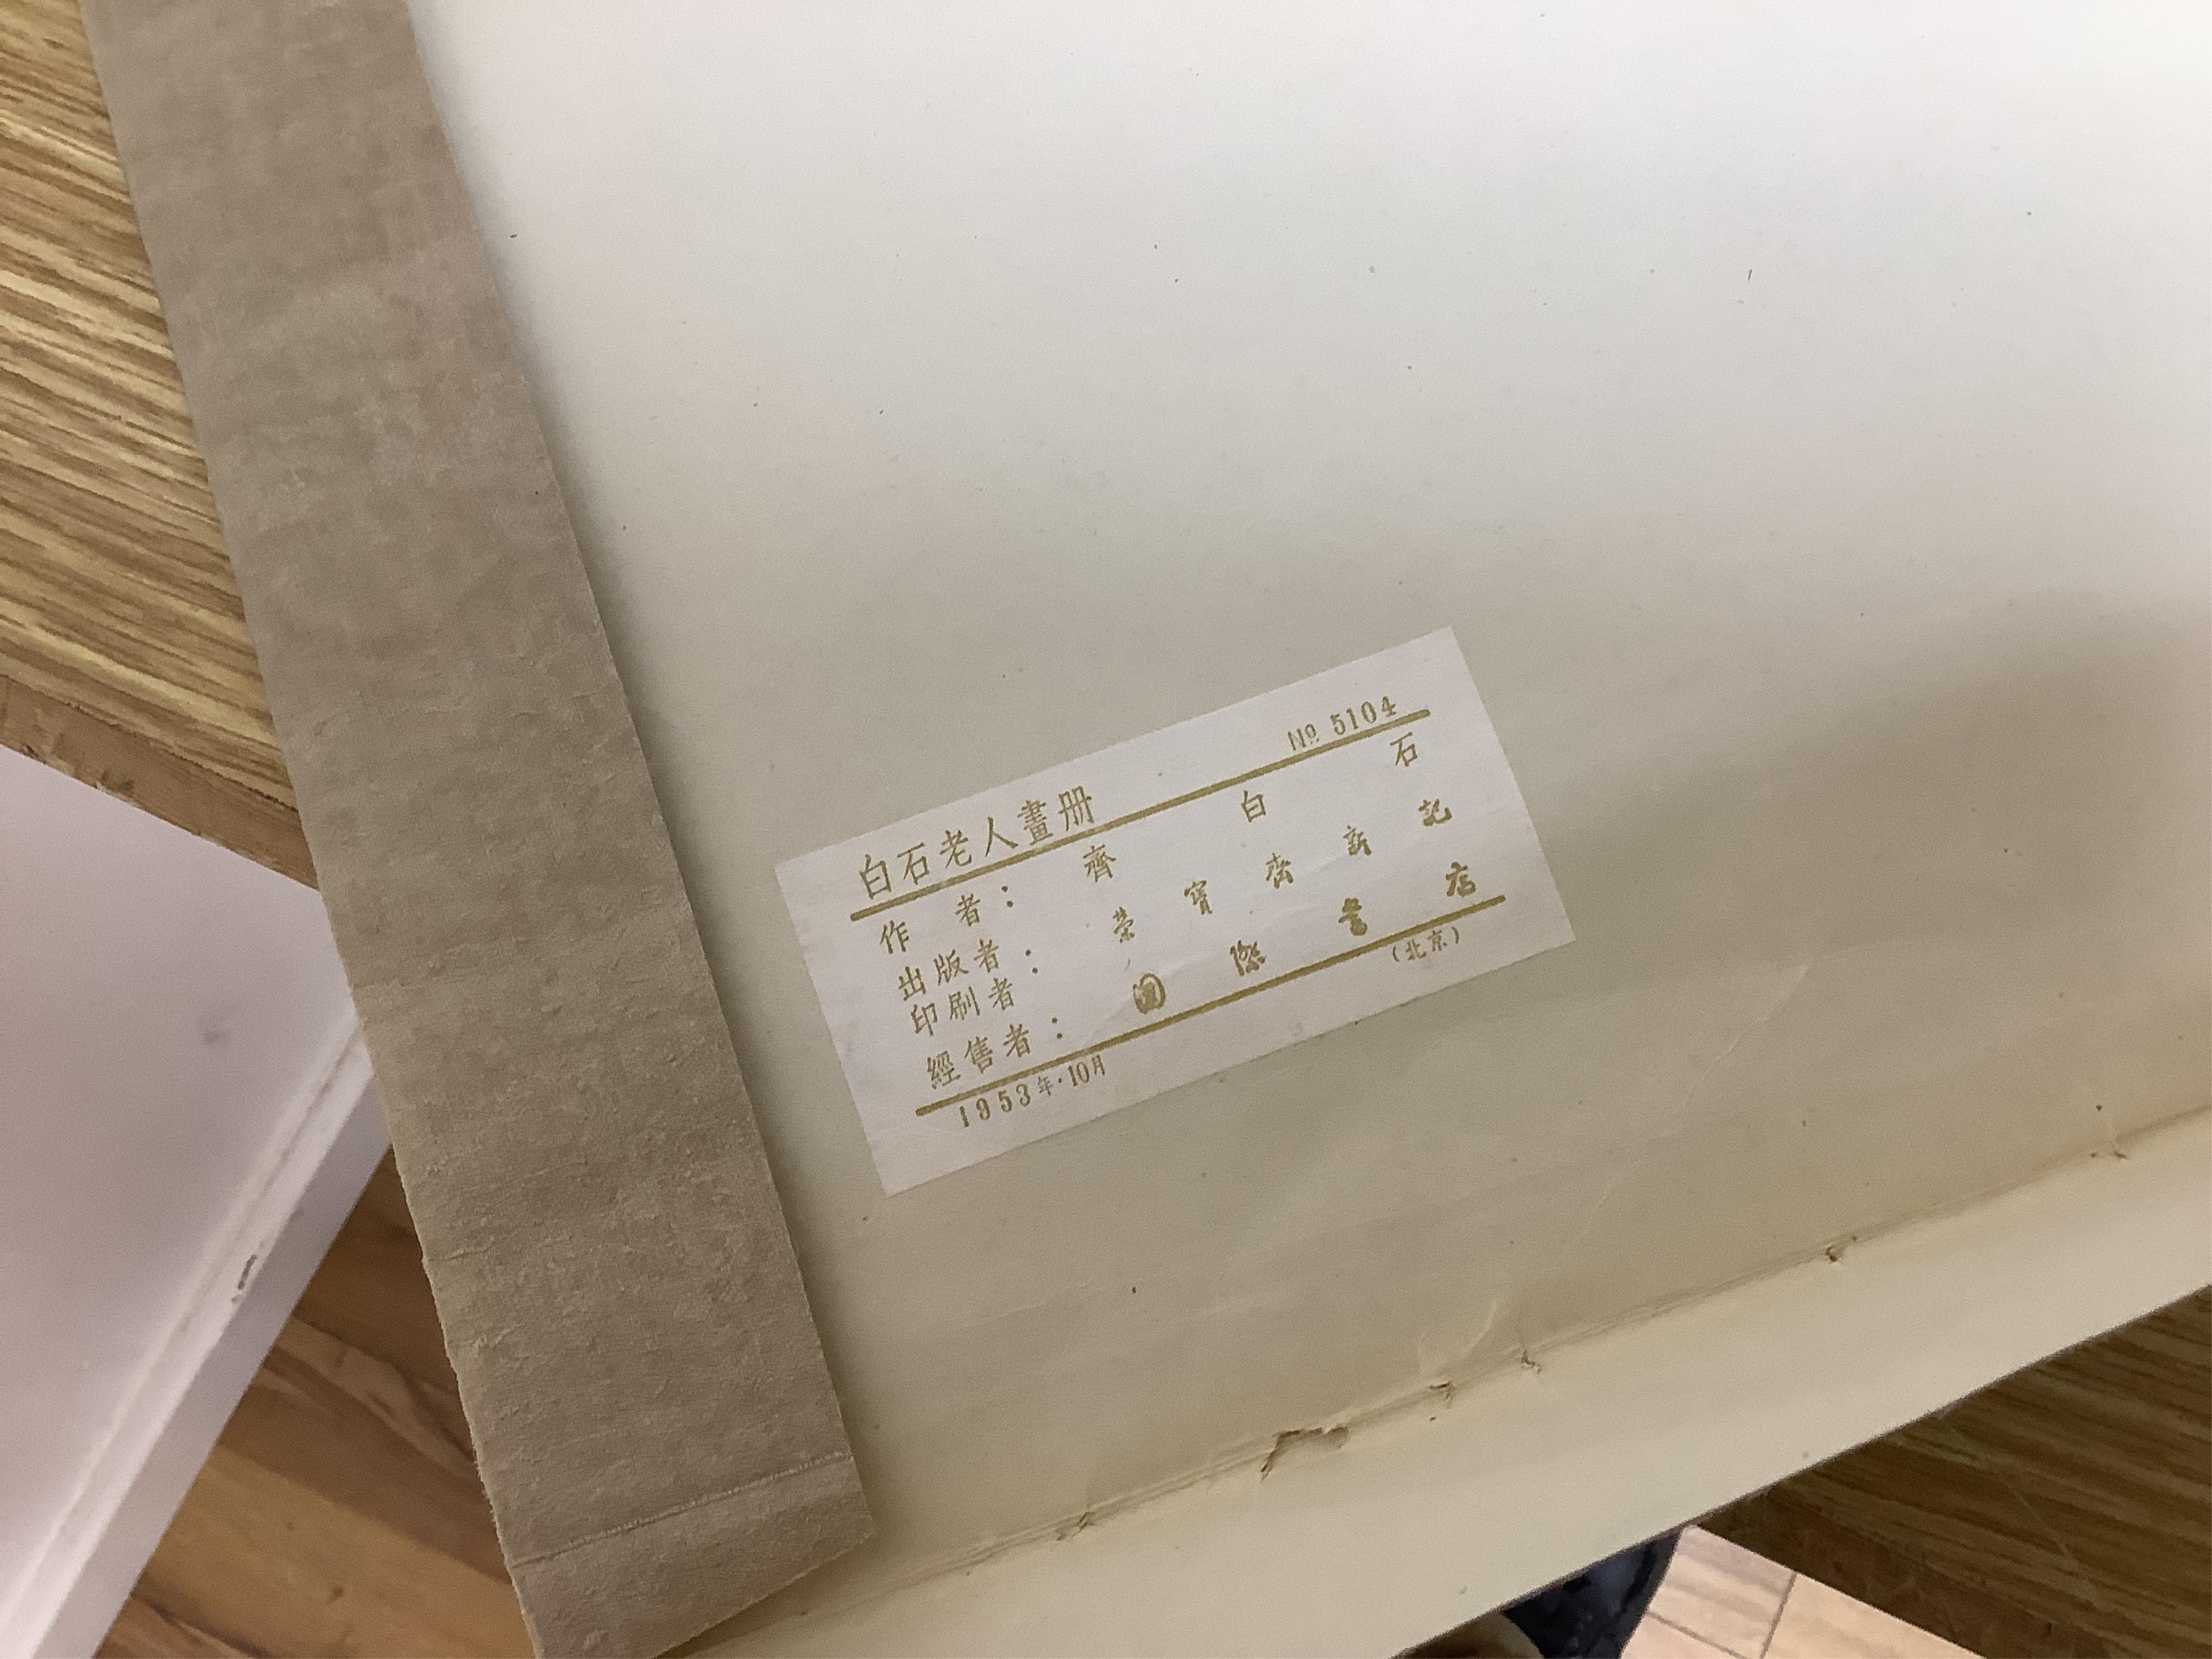 白石老人畫册 № 5104
作者： 齊白石
出版者： 榮寶齋新記
印刷者：
經售者： 國際書店
1953年·10月 （北京）